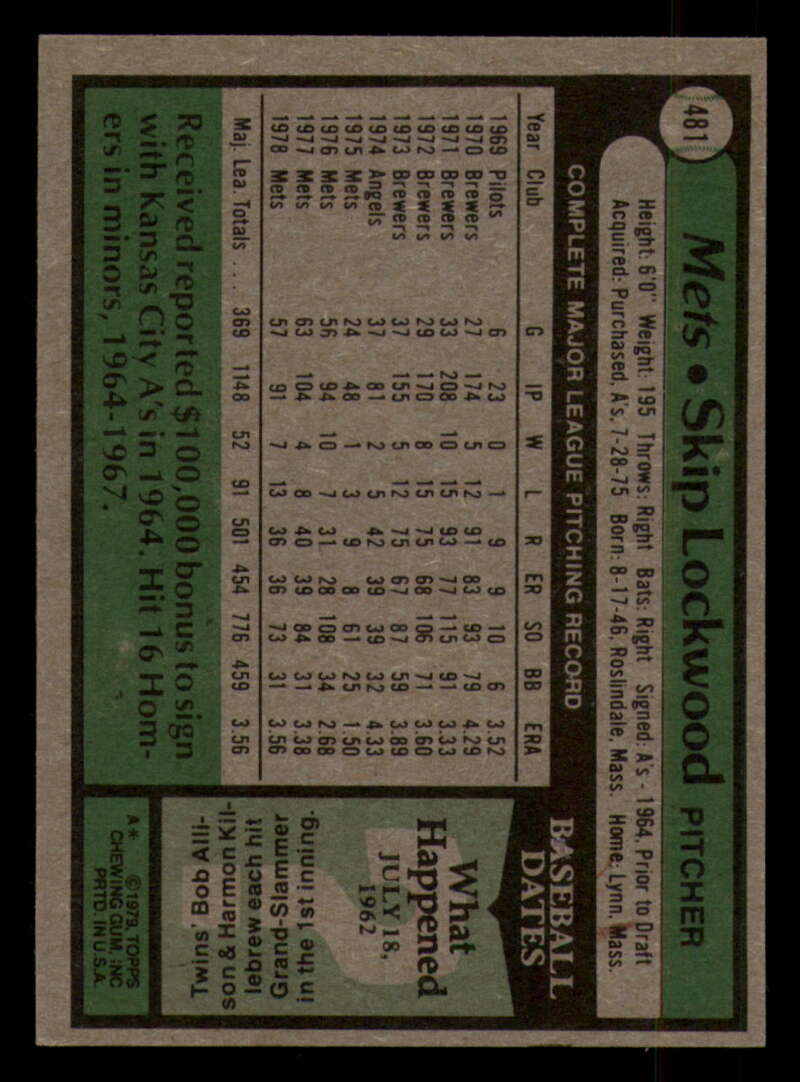 481
Mets • Skip Lockwood PITCHER
Height: 6'0" Weight: 195 Throws: Right Bats: Right Signed: A's - 1964, Prior to Draft
Acquired: Purchased, A's, 7-28-75 Born: 8-17-46, Roslindale, Mass. Home: Lynn, Mass.
COMPLETE MAJOR LEAGUE PITCHING RECORD
Year Club G IP W L R ER SO BB ERA
1969 Pilots 6 23 0 1 9 9 10 6 3.52
1970 Brewers 27 174 5 12 91 83 93 79 4.29
1971 Brewers 33 208 10 15 93 77 115 91 3.33
1972 Brewers 29 170 8 15 75 68 106 71 3.60
1973 Brewers 37 155 5 12 75 67 87 59 3.89
1974 Angels 37 81 2 5 42 39 39 32 4.33
1975 Mets 24 48 1 3 9 8 61 25 1.50
1976 Mets 56 94 10 7 31 28 108 34 2.68
1977 Mets 63 104 4 8 40 39 84 31 3.38
1978 Mets 57 91 7 13 36 36 73 31 3.56
Maj. Lea. Totals . . . 369 1148 52 91 501 454 776 459 3.56
Received reported $100,000 bonus to sign
with Kansas City A's in 1964. Hit 16 Hom-
ers in minors, 1964-1967.
BASEBALL
DATES
What
Happened
JULY 18,
1962
Twins' Bob Alli-
son & Harmon Kil-
lebrew each hit
Grand-Slammer
in the 1st inning.
A* ©1979, TOPPS
CHEWING GUM, INC
PRTD. IN U.S.A.